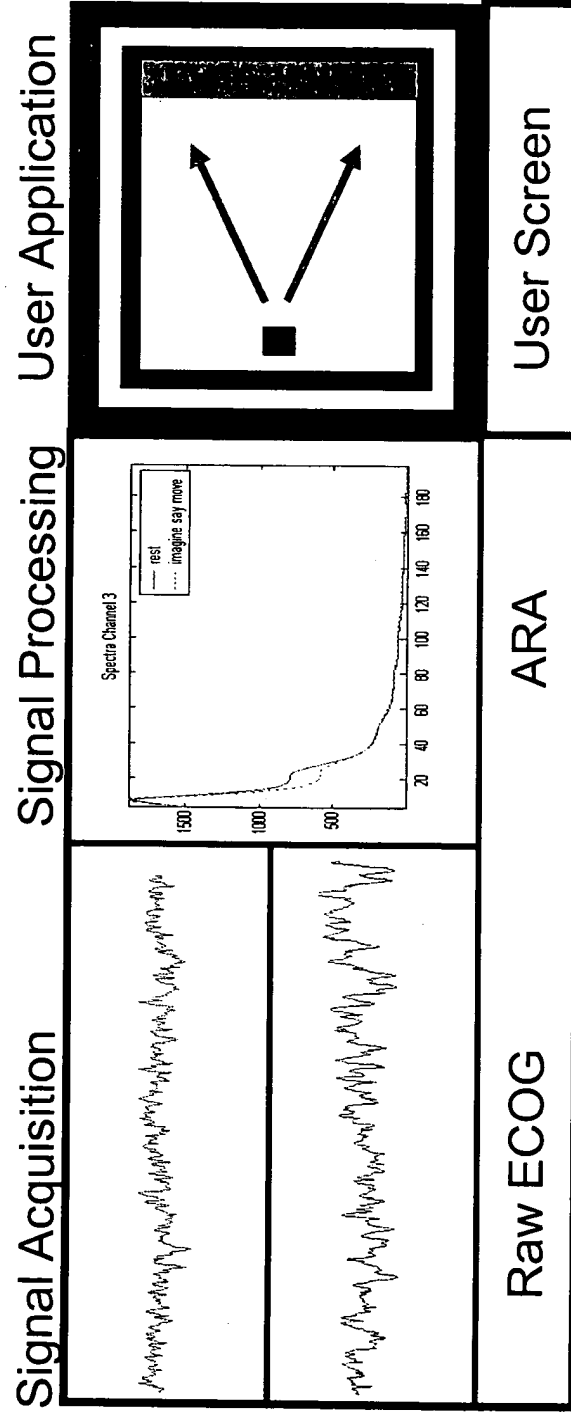 Signal Acquisition
Signal Processing
User Application
Spectra Channel 3
rest
imagine say move
1500
1000
500
20
40
60
80
100
120
140
160
180
Raw ECOG
ARA
User Screen